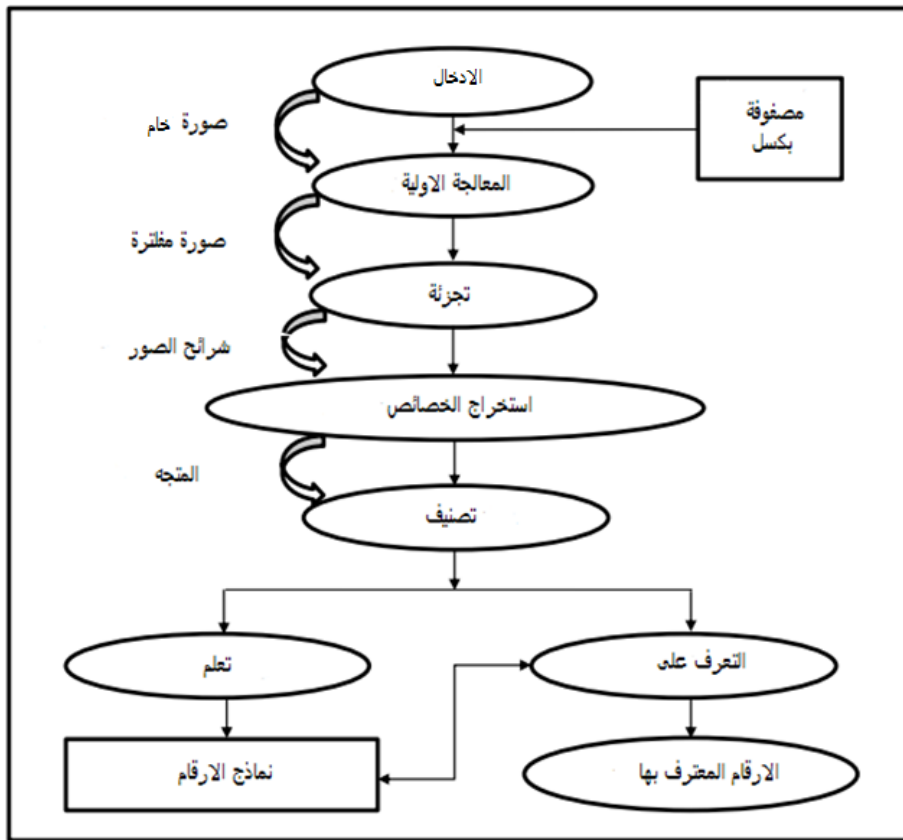 الادخال
مصفوفة
بكسل
صورة خام
المعالجة الاولية
صورة مفلترة
تجزئة
شرائح الصور
استخراج الخصائص
المتجه
تصنيف
التعرف على
تعلم
نماذج الارقام
الارقام المعترف بها